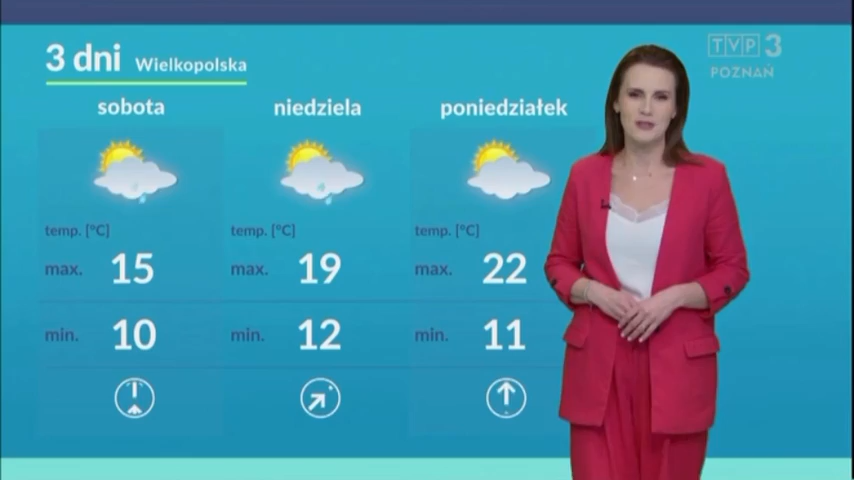 3 dni Wielkopolska
TVP3
POZNAŃ
sobota niedziela poniedziałek
temp. [°C] temp. [°C] temp. [°C]
max. 15 max. 19 max. 22
min. 10 min. 12 min. 11